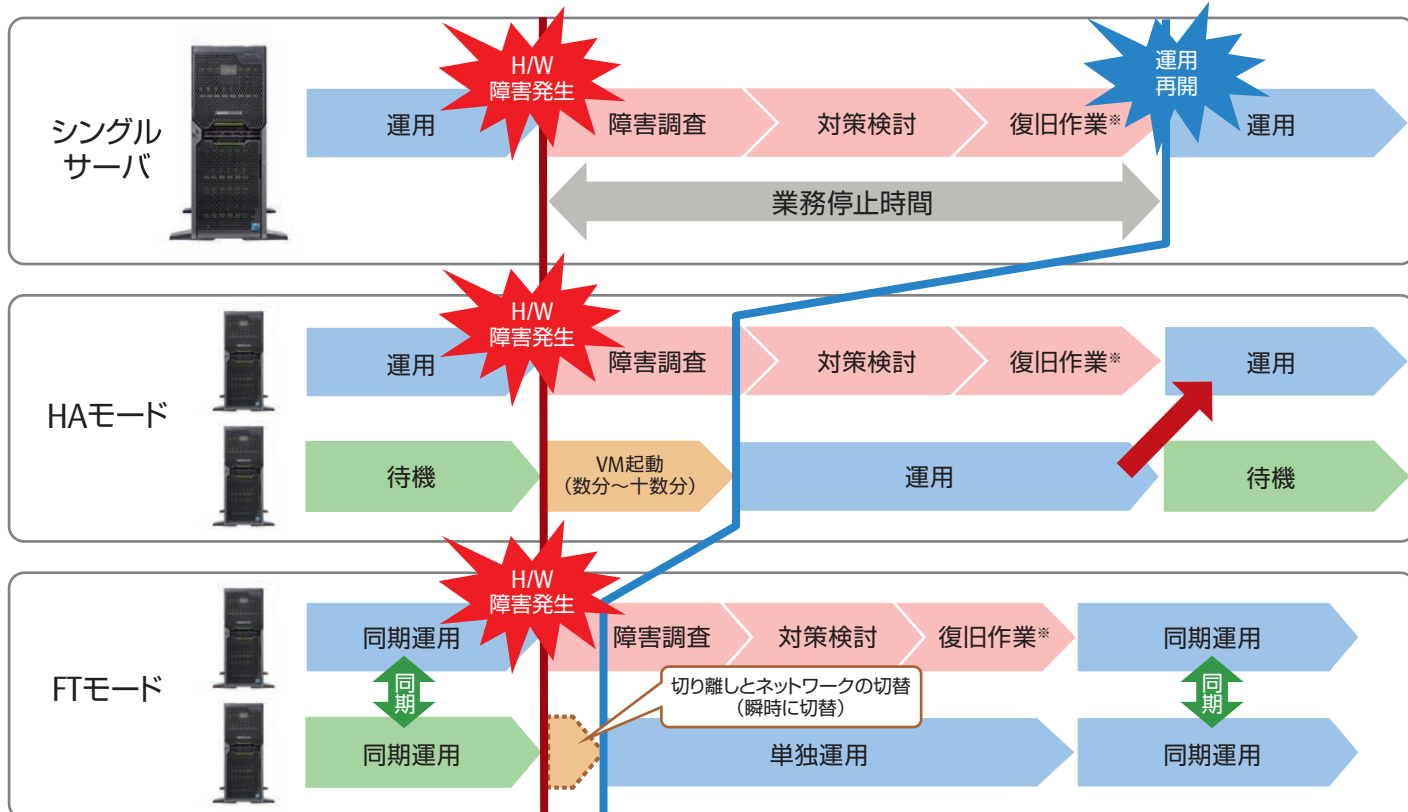 シングル
サーバ
運用
H/W
障害発生
障害調査
対策検討
復旧作業※
運用
再開
運用
業務停止時間
HAモード
運用
H/W
障害発生
障害調査
対策検討
復旧作業※
運用
待機
VM起動
（数分～十数分）
運用
待機
FTモード
同期運用
H/W
障害発生
障害調査
対策検討
復旧作業※
同期運用
同期
切り離しとネットワークの切替
（瞬時に切替）
同期
同期運用
単独運用
同期運用